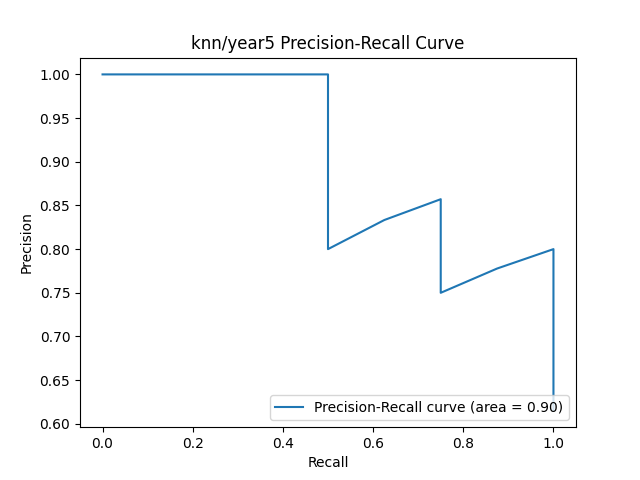 knn/year5 Precision-Recall Curve
1.00
0.95
0.90
0.85
0.80
0.75
0.70
0.65
0.60
Precision
Precision-Recall curve (area = 0.90)
0.0 0.2 0.4 0.6 0.8 1.0
Recall